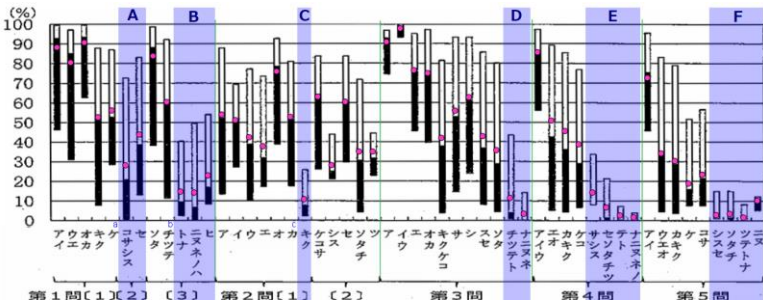 (%)
100
90
80
70
60
50
40
30
20
10
0
A
B
C
D
E
F
アイ
ウエ
オカ
キク
ケ
コサシス
セ
ソタ
チツテ
トナ
ニヌネノハ
ヒ
ア
イ
ウ
エ
オ
カ
キク
ケコサ
シス
セ
ソタチ
ツ
ア
イウ
エ
オカ
キクケコ
サ
シ
スセ
ソタ
チツテト
ナニヌネ
アイウ
エオ
カキク
ケコ
サシス
セソタチツ
テト
ナニヌネノ
アイ
ウエオ
カキク
ケ
コサ
シスセ
ソタチ
ツテトナ
ニヌ
a
b
c
第1問〔1〕
〔2〕
〔3〕
第2問〔1〕
〔2〕
第3問
第4問
第5問